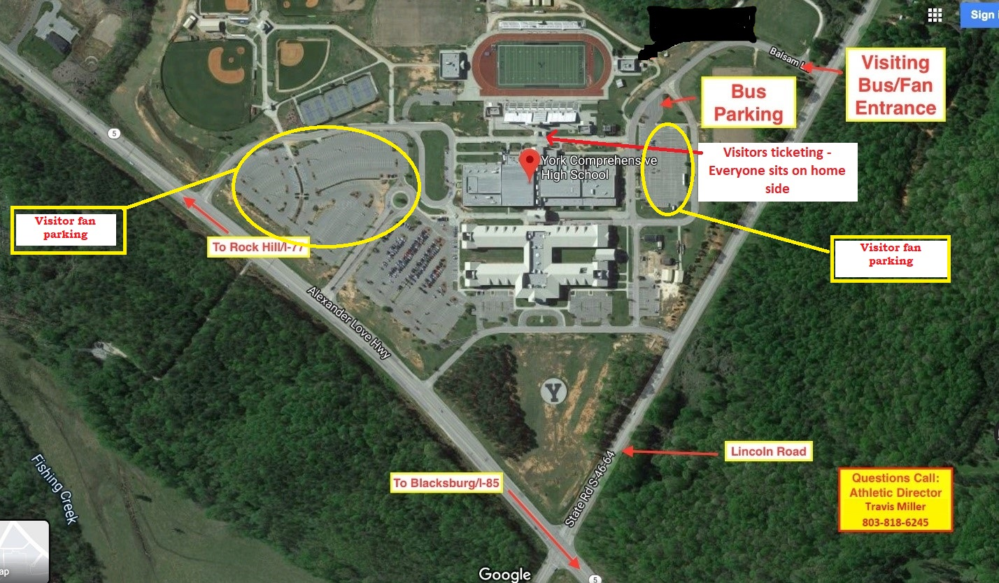 Sign
Balsam L
Visiting
Bus/Fan
Entrance
Bus
Parking
5
Visitors ticketing -
Everyone sits on home
side
York Comprehensive
High School
Visitor fan
parking
To Rock Hill/I-77
Visitor fan
parking
Alexander Love Hwy
Y
Lincoln Road
Fishing Creek
To Blacksburg/I-85
State Rd S-46-64
Questions Call:
Athletic Director
Travis Miller
803-818-6245
ap
Google
5